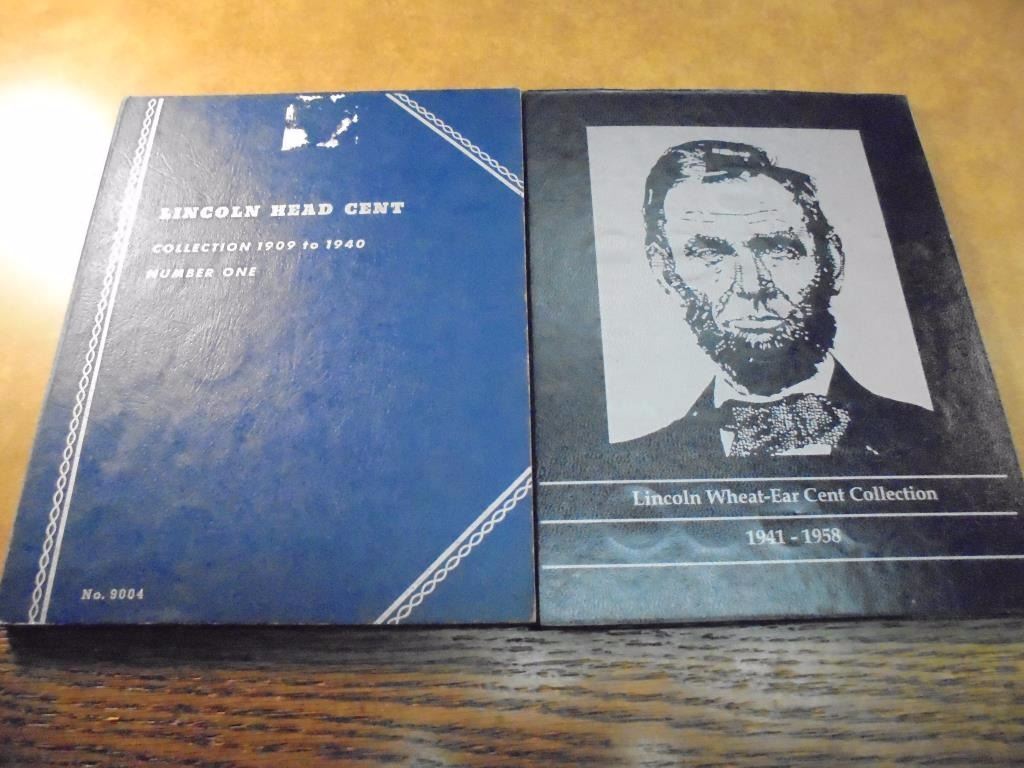 LINCOLN HEAD CENT
COLLECTION 1909 to 1940
NUMBER ONE
No. 9004
Lincoln Wheat-Ear Cent Collection
1941 - 1958